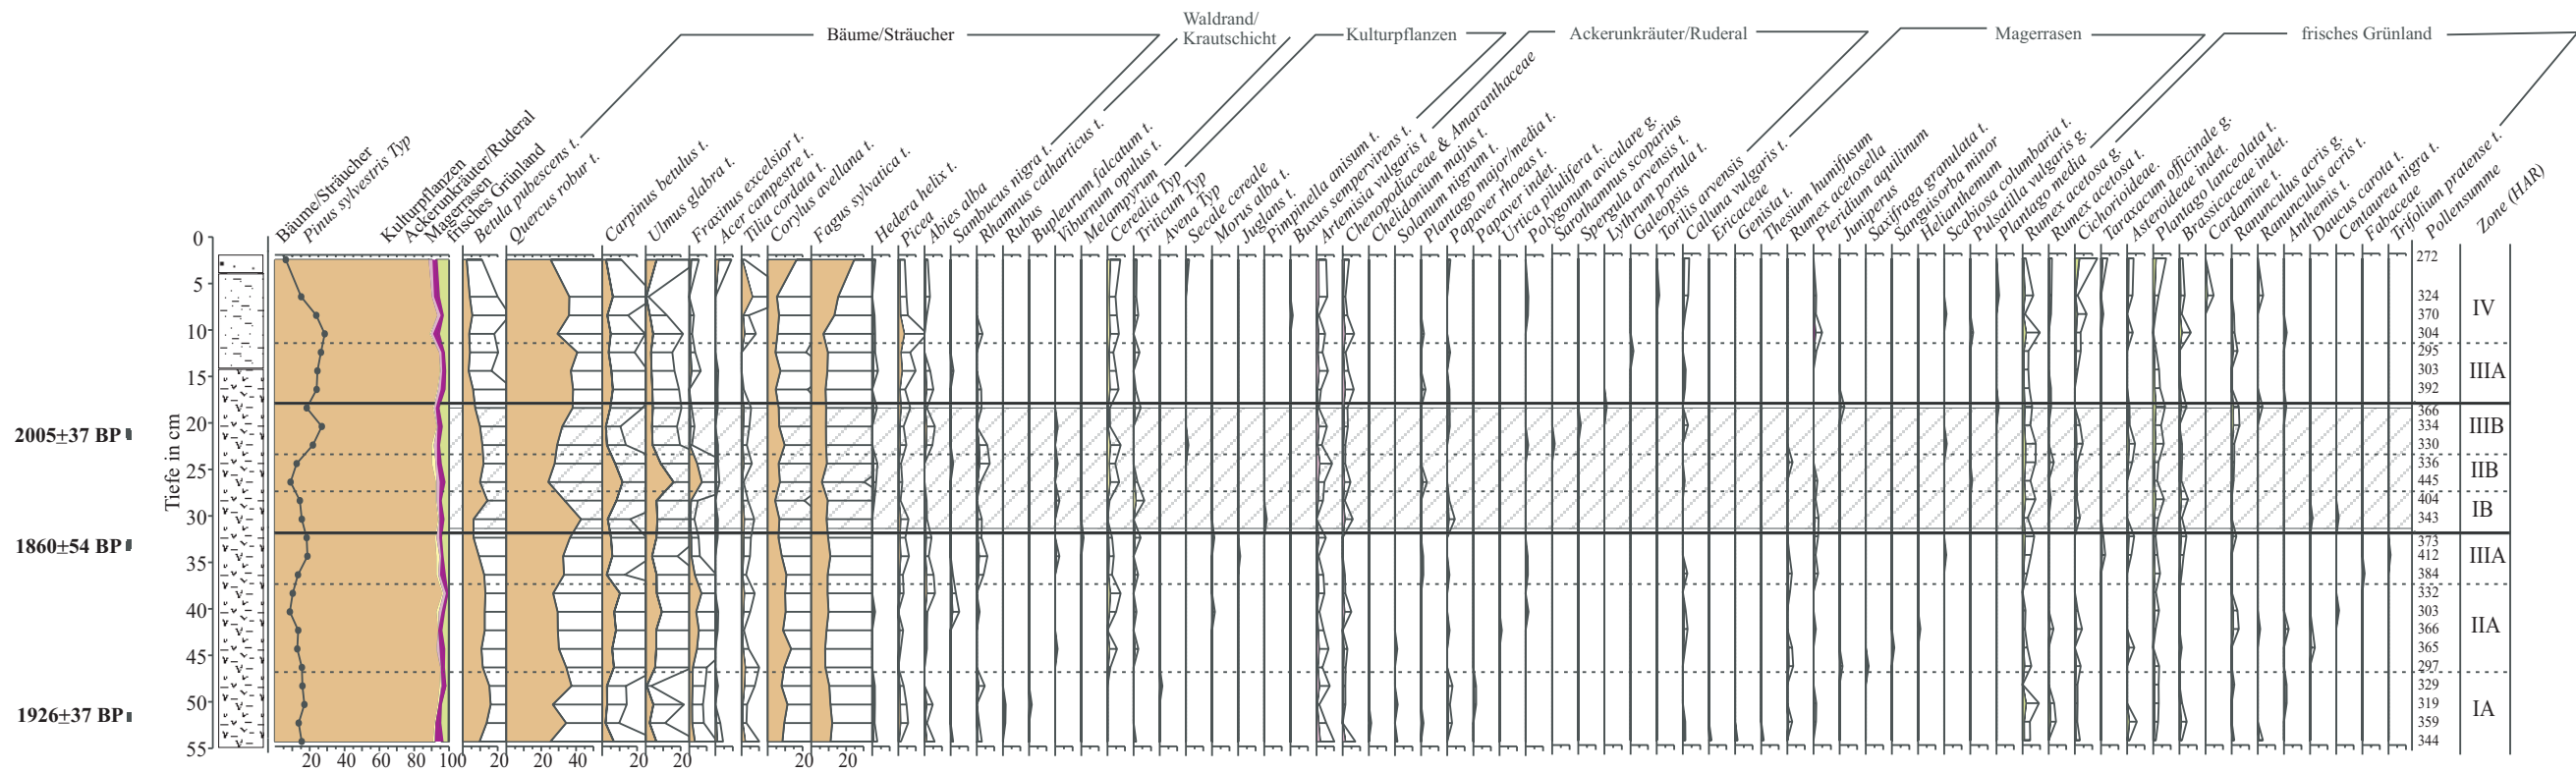 Bäume/Sträucher
Waldrand/
Krautschicht
Kulturpflanzen
Ackerunkräuter/Ruderal
Magerrasen
frisches Grünland
Bäume/Sträucher
Pinus sylvestris Typ
Kulturpflanzen
Ackerunkräuter/Ruderal
Magerrasen
frisches Grünland
Betula pubescens t.
Quercus robur t.
Carpinus betulus t.
Ulmus glabra t.
Fraxinus excelsior t.
Acer campestre t.
Tilia cordata t.
Corylus avellana t.
Fagus sylvatica t.
Hedera helix t.
Picea
Abies alba
Sambucus nigra t.
Rhamnus catharticus t.
Rubus
Bupleurum falcatum t.
Viburnum opulus t.
Melampyrum
Cerealia Typ
Triticum Typ
Avena Typ
Secale cereale
Morus alba t.
Juglans t.
Pimpinella anisum t.
Buxus sempervirens t.
Artemisia vulgaris t.
Chenopodiaceae & Amaranthaceae
Chelidonium majus t.
Solanum nigrum t.
Plantago major/media t.
Papaver rhoeas t.
Papaver indet.
Urtica pilulifera t.
Polygonum aviculare g.
Sarothamnus scoparius
Spergula arvensis t.
Lythrum portula t.
Galeopsis
Torilis arvensis
Calluna vulgaris t.
Ericaceae
Genista t.
Thesium humifusum
Rumex acetosella
Pteridium aquilinum
Juniperus
Saxifraga granulata t.
Sanguisorba minor
Helianthemum
Scabiosa columbaria t.
Pulsatilla vulgaris g.
Plantago media
Rumex acetosa g.
Rumex acetosa t.
Cichorioideae.
Taraxacum officinale g.
Asteroideae indet.
Plantago lanceolata t.
Brassicaceae indet.
Cardamine t.
Ranunculus acris g.
Ranunculus acris t.
Anthemis t.
Daucus carota t.
Centaurea nigra t.
Fabaceae
Trifolium pratense t.
Pollensumme
Zone (HAR)
Tiefe in cm
0
5
10
15
20
25
30
35
40
45
50
55
2005±37 BP
1860±54 BP
1926±37 BP
272
324
370
304
295
303
392
366
334
330
336
445
404
343
373
412
384
332
303
366
365
297
329
319
359
344
IV
IIIA
IIIB
IIB
IB
IIIA
IIA
IA
20 40 60 80 100 20 20 40 20 20 20 20